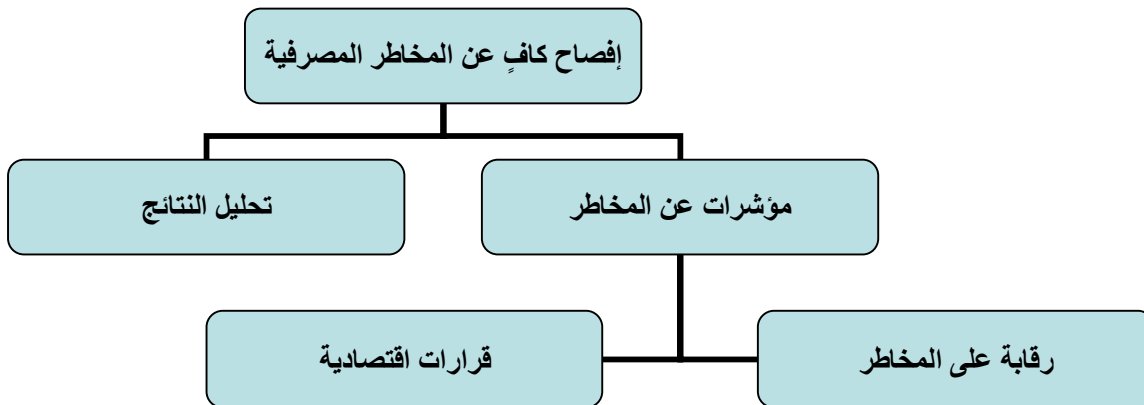 إفصاح كافٍ عن المخاطر المصرفية
مؤشرات عن المخاطر
تحليل النتائج
رقابة على المخاطر
قرارات اقتصادية